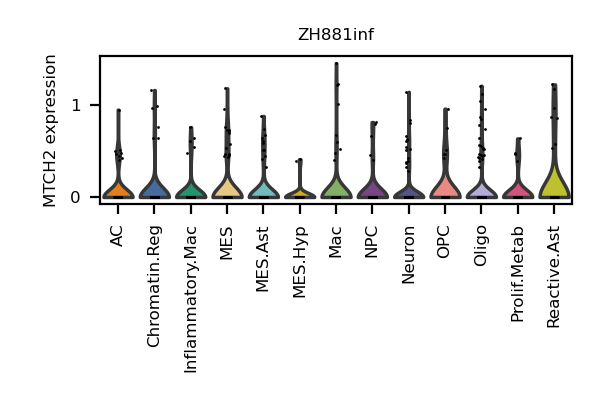 ZH881inf
MTCH2 expression
1
0
AC
Chromatin.Reg
Inflammatory.Mac
MES
MES.Ast
MES.Hyp
Mac
NPC
Neuron
OPC
Oligo
Prolif.Metab
Reactive.Ast